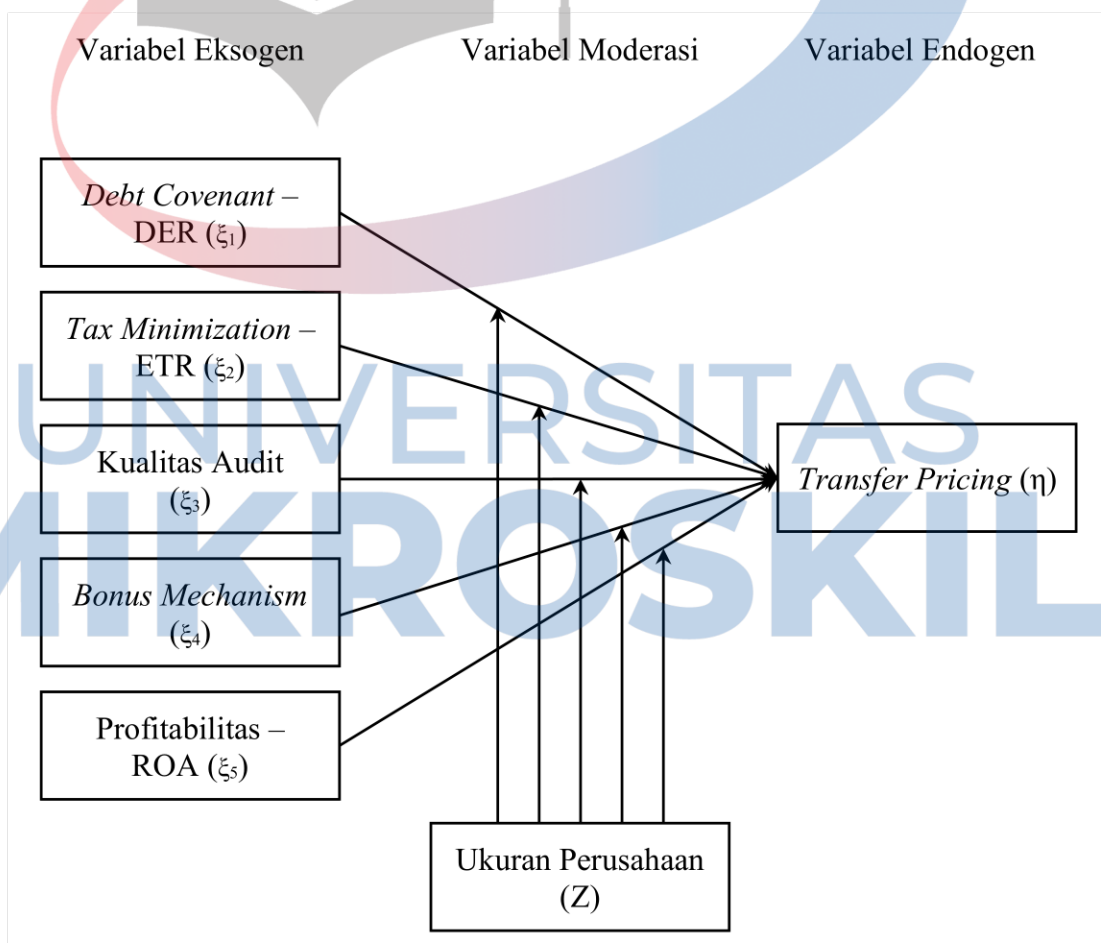 Variabel Eksogen
Variabel Moderasi
Variabel Endogen
Debt Covenant –
DER (ξ₁)
Tax Minimization –
ETR (ξ₂)
UNIVERSITAS
Kualitas Audit
(ξ₃)
Transfer Pricing (η)
MIKROSKIL
Bonus Mechanism
(ξ₄)
Profitabilitas –
ROA (ξ₅)
Ukuran Perusahaan
(Z)